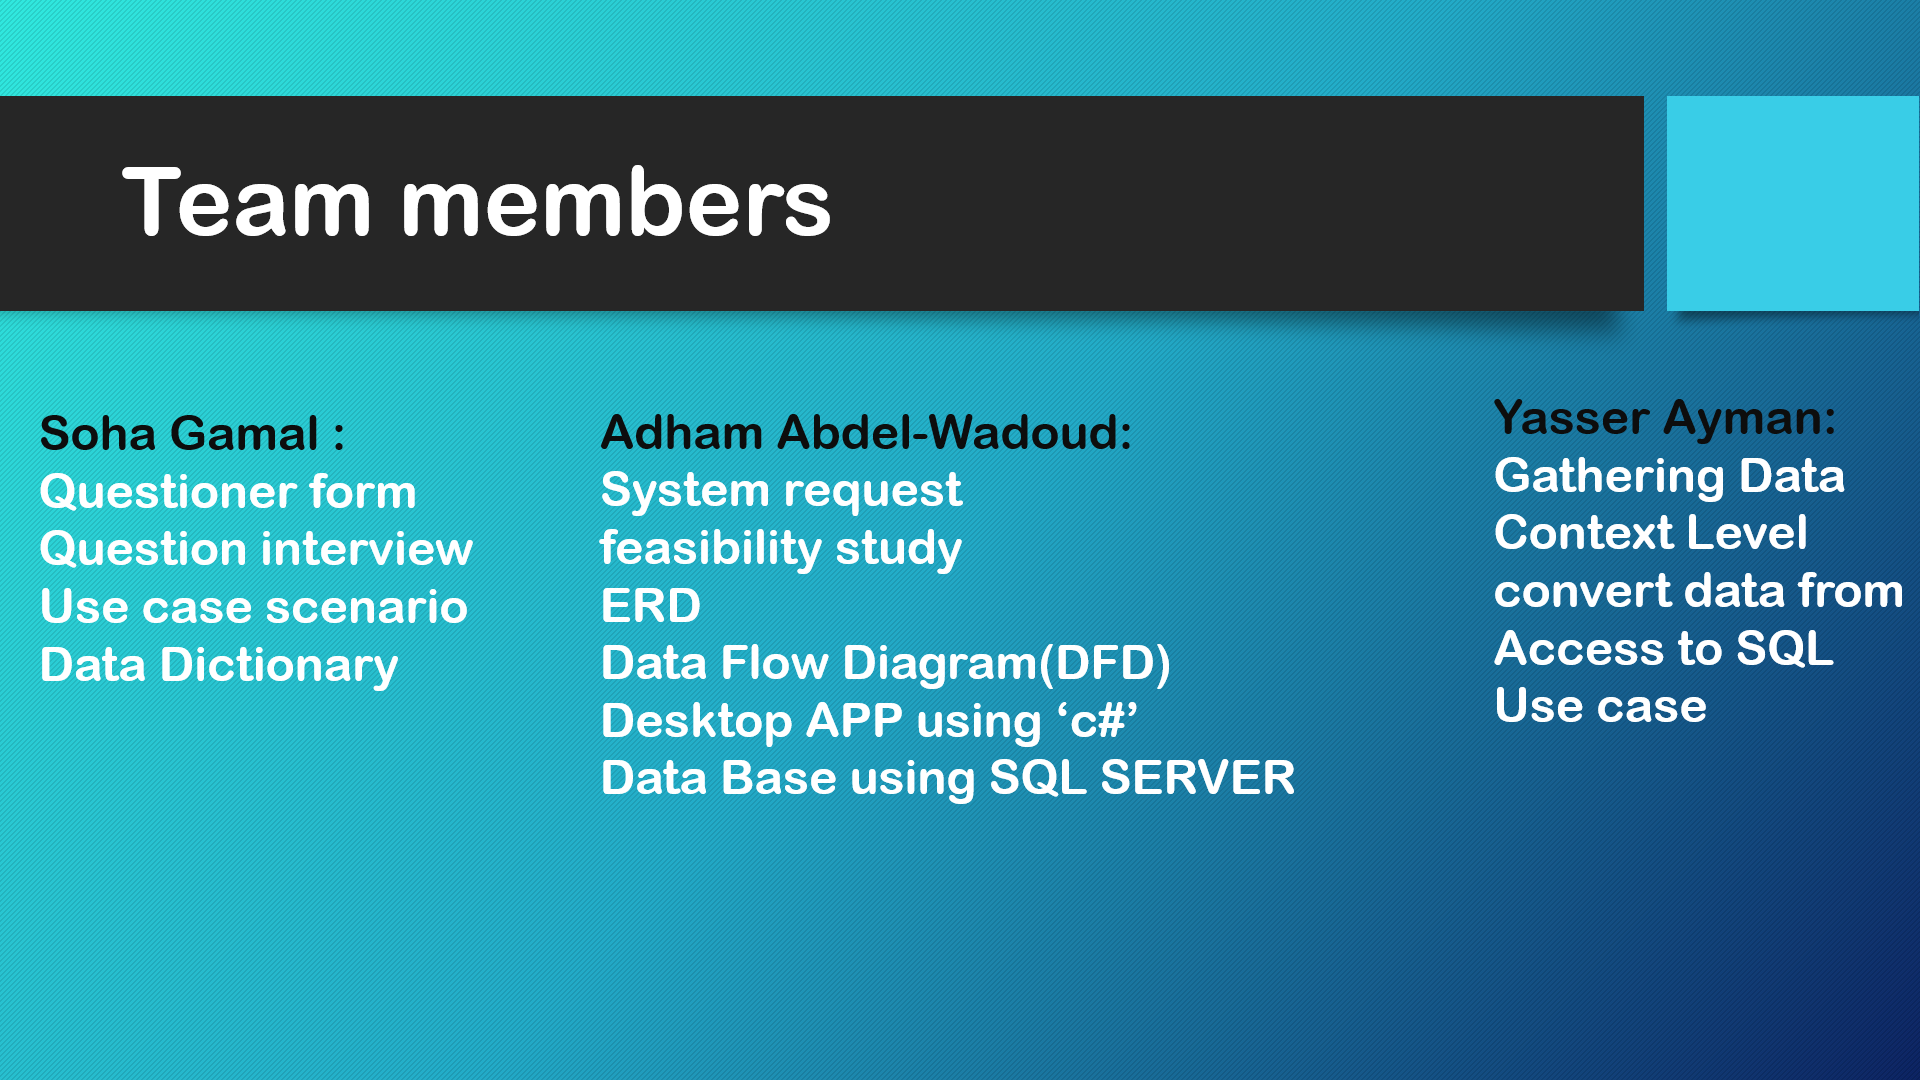 Team members
Soha Gamal :
Questioner form
Question interview
Use case scenario
Data Dictionary
Adham Abdel-Wadoud:
System request
feasibility study
ERD
Data Flow Diagram(DFD)
Desktop APP using ‘c#’
Data Base using SQL SERVER
Yasser Ayman:
Gathering Data
Context Level
convert data from
Access to SQL
Use case